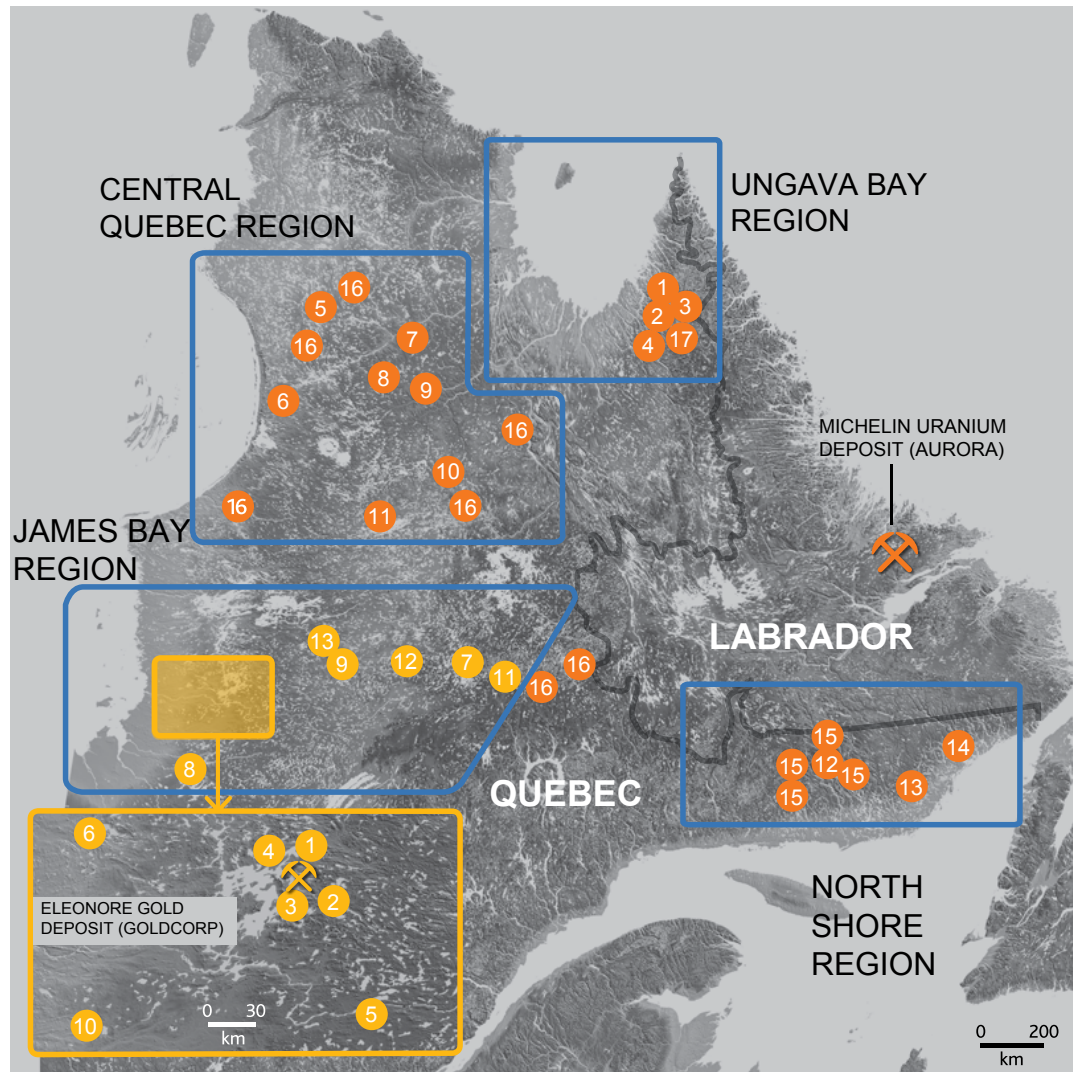 CENTRAL
QUEBEC REGION
UNGAVA BAY
REGION
16
5
16
7
8
9
6
16
10
16
11
16
1
3
2
4
17
MICHELIN URANIUM
DEPOSIT (AURORA)
JAMES BAY
REGION
LABRADOR
13
9
12
7
11
16
16
8
QUEBEC
15
14
15
12
15
13
15
6
4
1
3
2
ELEONORE GOLD
DEPOSIT (GOLDCORP)
10
5
0 30
km
NORTH
SHORE
REGION
0 200
km